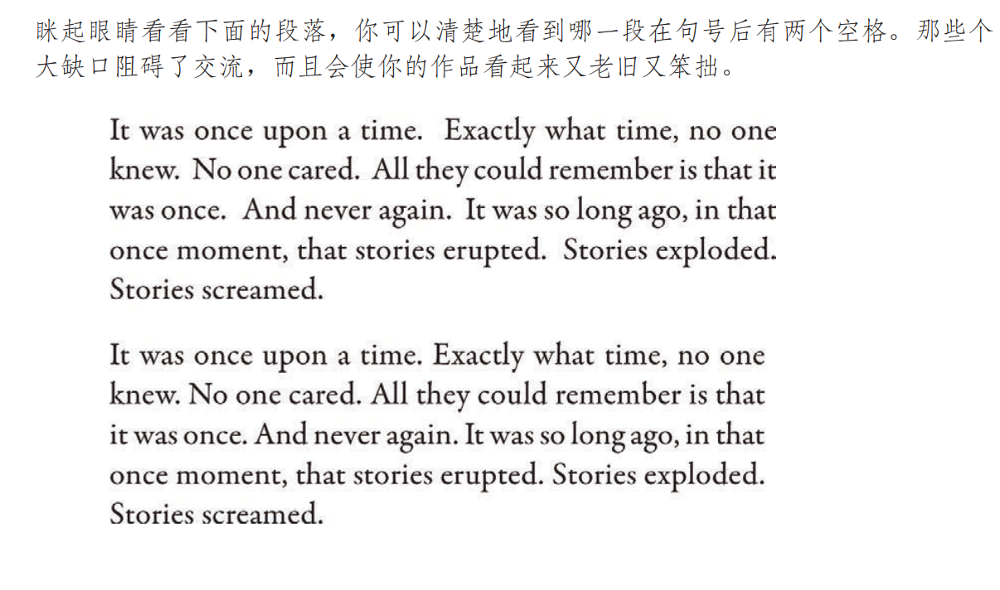 眯起眼睛看看下面的段落，你可以清楚地看到哪一段在句号后有两个空格。那些个
大缺口阻碍了交流，而且会使你的作品看起来又老旧又笨拙。
It was once upon a time.  Exactly what time, no one
knew.  No one cared.  All they could remember is that it
was once.  And never again.  It was so long ago, in that
once moment, that stories erupted.  Stories exploded.
Stories screamed.
It was once upon a time. Exactly what time, no one
knew. No one cared. All they could remember is that
it was once. And never again. It was so long ago, in that
once moment, that stories erupted. Stories exploded.
Stories screamed.